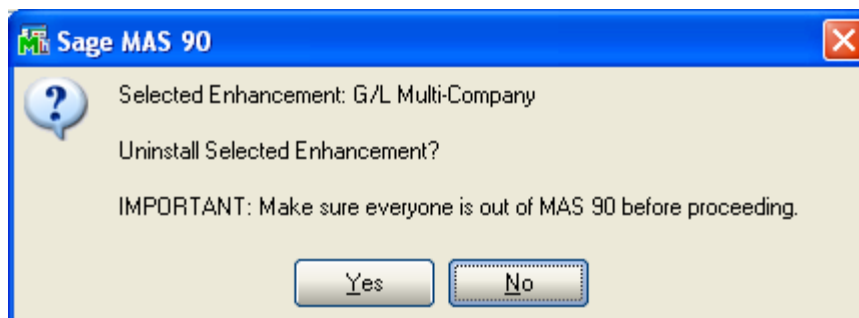 Sage MAS 90
Selected Enhancement: G/L Multi-Company
Uninstall Selected Enhancement?
IMPORTANT: Make sure everyone is out of MAS 90 before proceeding.
Yes No